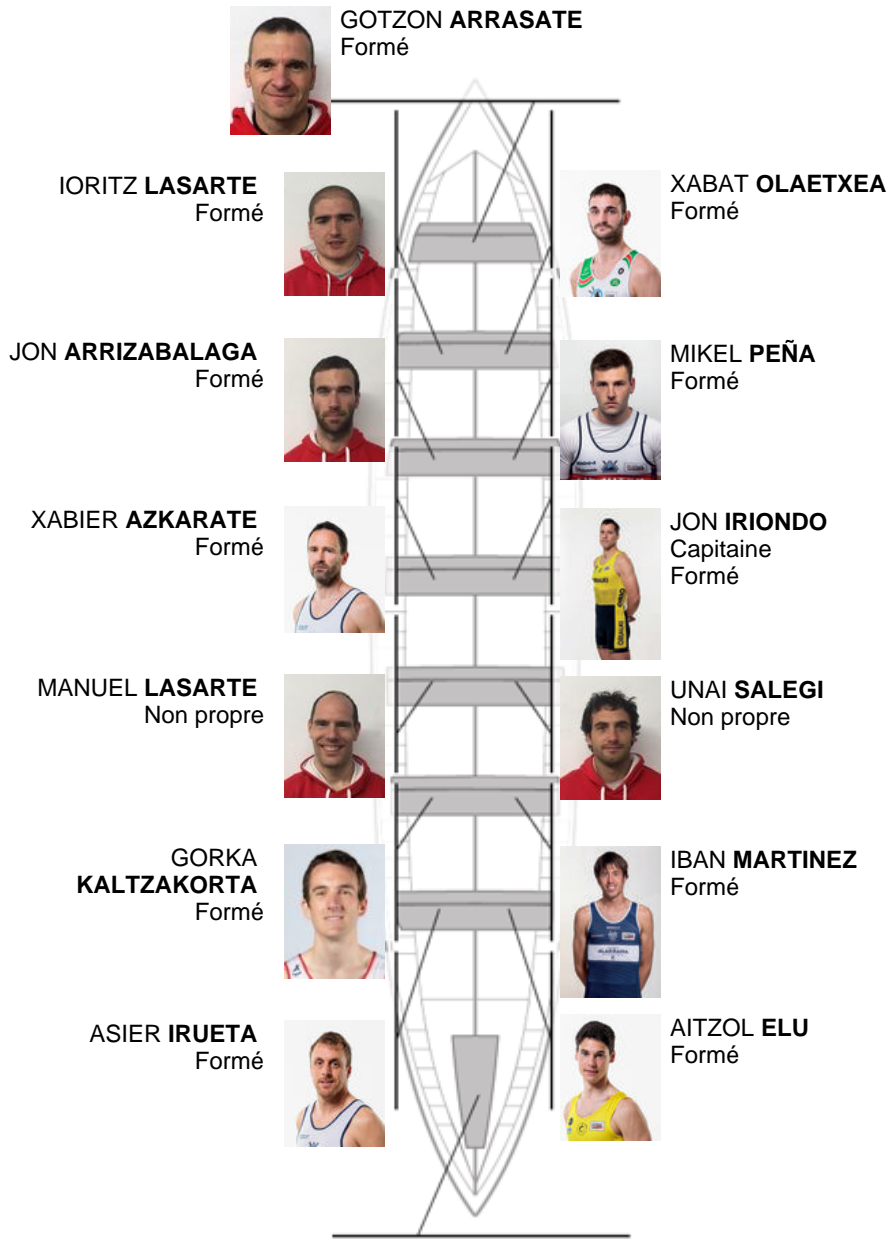 GOTZON ARRASATE
Formé
IORITZ LASARTE
Formé
XABAT OLAETXEA
Formé
JON ARRIZABALAGA
Formé
MIKEL PEÑA
Formé
XABIER AZKARATE
Formé
JON IRIONDO
Capitaine
Formé
MANUEL LASARTE
Non propre
UNAI SALEGI
Non propre
GORKA
KALTZAKORTA
Formé
IBAN MARTINEZ
Formé
ASIER IRUETA
Formé
AITZOL ELU
Formé